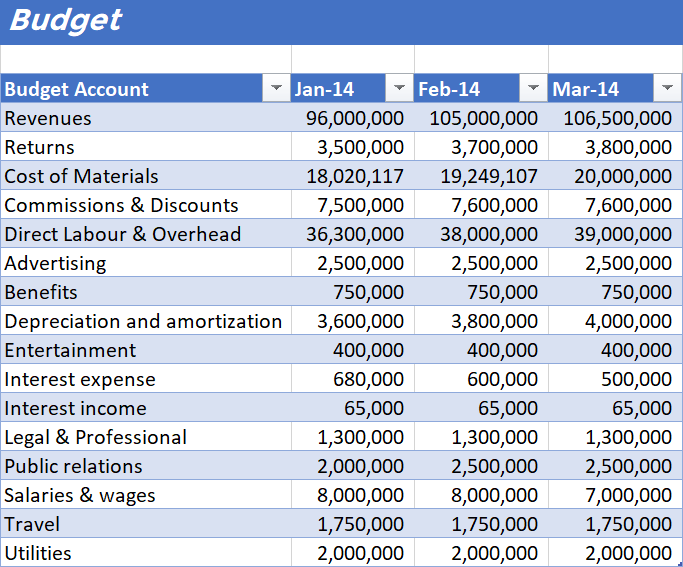 Budget
Budget Account Jan-14 Feb-14 Mar-14
Revenues 96,000,000 105,000,000 106,500,000
Returns 3,500,000 3,700,000 3,800,000
Cost of Materials 18,020,117 19,249,107 20,000,000
Commissions & Discounts 7,500,000 7,600,000 7,600,000
Direct Labour & Overhead 36,300,000 38,000,000 39,000,000
Advertising 2,500,000 2,500,000 2,500,000
Benefits 750,000 750,000 750,000
Depreciation and amortization 3,600,000 3,800,000 4,000,000
Entertainment 400,000 400,000 400,000
Interest expense 680,000 600,000 500,000
Interest income 65,000 65,000 65,000
Legal & Professional 1,300,000 1,300,000 1,300,000
Public relations 2,000,000 2,500,000 2,500,000
Salaries & wages 8,000,000 8,000,000 7,000,000
Travel 1,750,000 1,750,000 1,750,000
Utilities 2,000,000 2,000,000 2,000,000